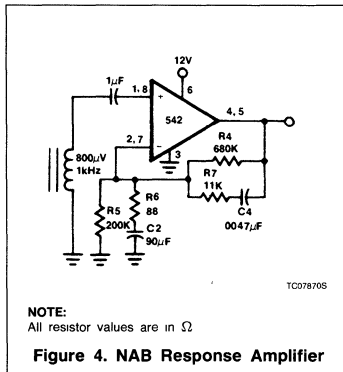 12V
1μF
1, 8
6
+
4, 5
542
−
2, 7
3
R4
680K
800μV
1kHz
R7
11K
R6
88
C4
0047μF
R5
200K
C2
90μF
TC07870S
NOTE:
All resistor values are in Ω
Figure 4. NAB Response Amplifier